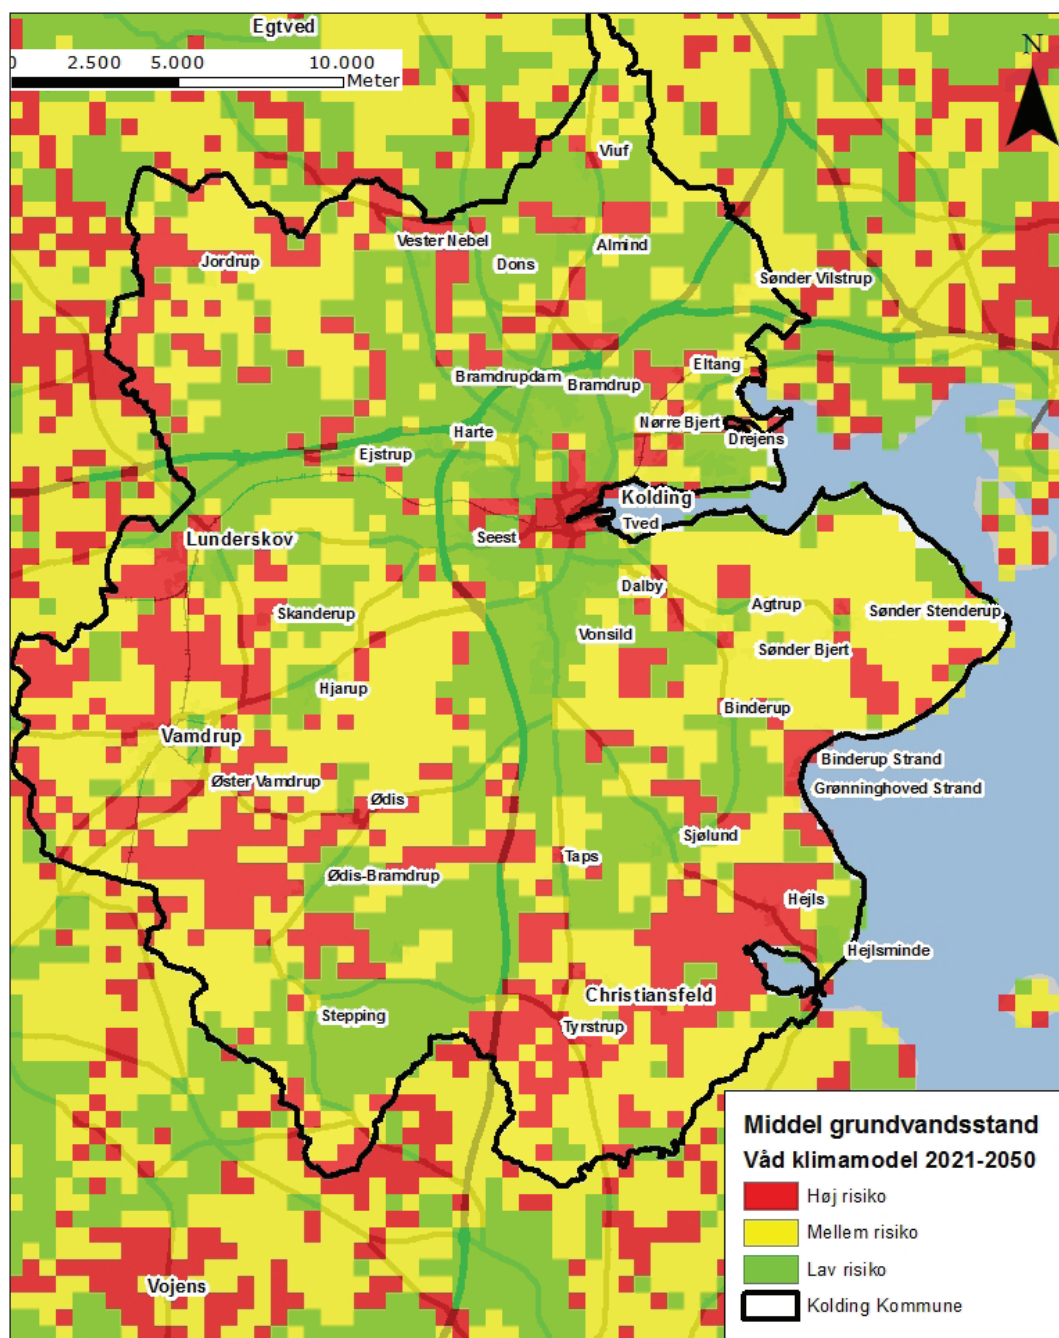 Egtved
0 2.500 5.000 10.000
Meter
N
Viuf
Vester Nebel
Almind
Jordrup
Dons
Sønder Vilstrup
Eltang
Bramdrupdam
Bramdrup
Nørre Bjert
Harte
Drejens
Ejstrup
Kolding
Tved
Lunderskov
Seest
Dalby
Agtrup
Sønder Stenderup
Skanderup
Vonsild
Sønder Bjert
Hjarup
Binderup
Vamdrup
Binderup Strand
Øster Vamdrup
Grønninghoved Strand
Ødis
Sjølund
Taps
Ødis-Bramdrup
Hejls
Hejlsminde
Christiansfeld
Stepping
Tyrstrup
Vojens
Middel grundvandsstand
Våd klimamodel 2021-2050
Høj risiko
Mellem risiko
Lav risiko
Kolding Kommune